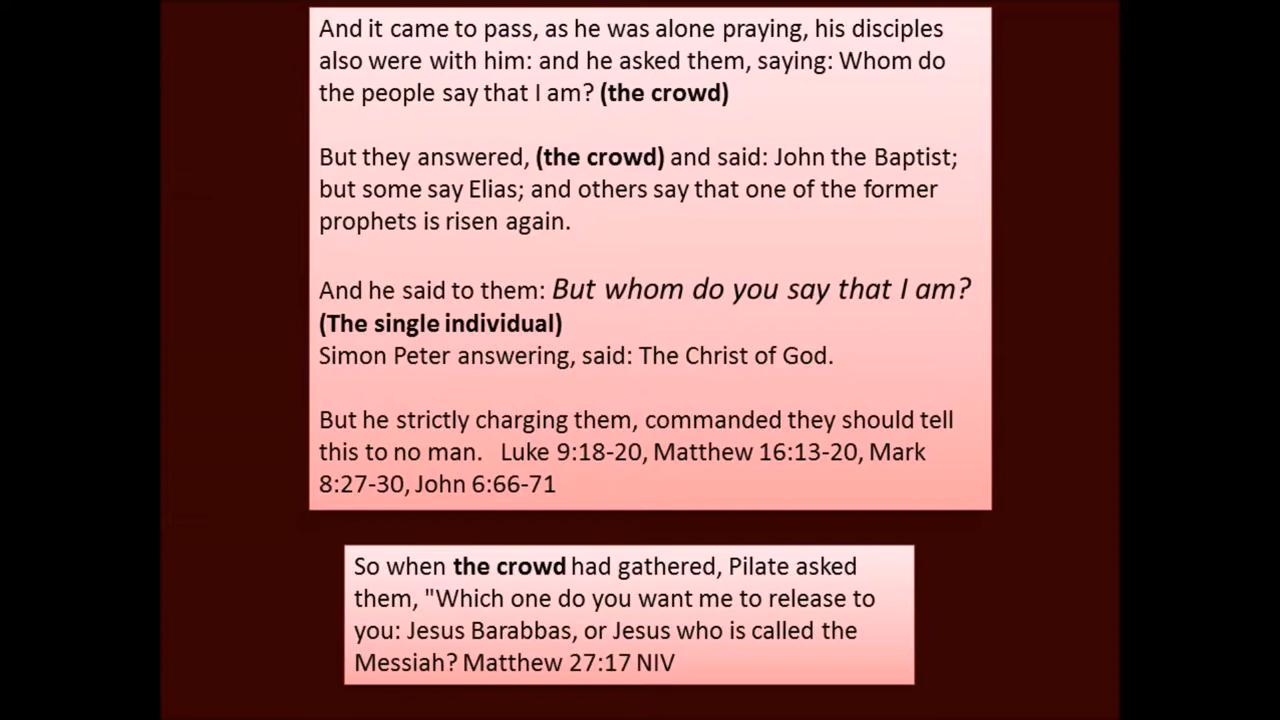 And it came to pass, as he was alone praying, his disciples
also were with him: and he asked them, saying: Whom do
the people say that I am? (the crowd)
But they answered, (the crowd) and said: John the Baptist;
but some say Elias; and others say that one of the former
prophets is risen again.
And he said to them: But whom do you say that I am?
(The single individual)
Simon Peter answering, said: The Christ of God.
But he strictly charging them, commanded they should tell
this to no man.   Luke 9:18-20, Matthew 16:13-20, Mark
8:27-30, John 6:66-71
So when the crowd had gathered, Pilate asked
them, "Which one do you want me to release to
you: Jesus Barabbas, or Jesus who is called the
Messiah? Matthew 27:17 NIV